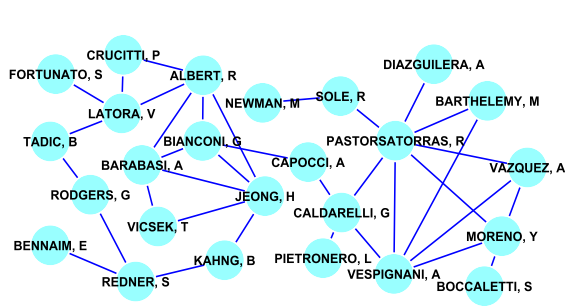 CRUCITTI, P
DIAZGUILERA, A
FORTUNATO, S
ALBERT, R
SOLE, R
NEWMAN, M
BARTHELEMY, M
LATORA, V
TADIC, B
BIANCONI, G
PASTORSATORRAS, R
BARABASI, A
CAPOCCI, A
VAZQUEZ, A
RODGERS, G
JEONG, H
CALDARELLI, G
VICSEK, T
MORENO, Y
BENNAIM, E
KAHNG, B
PIETRONERO, L
VESPIGNANI, A
REDNER, S
BOCCALETTI, S